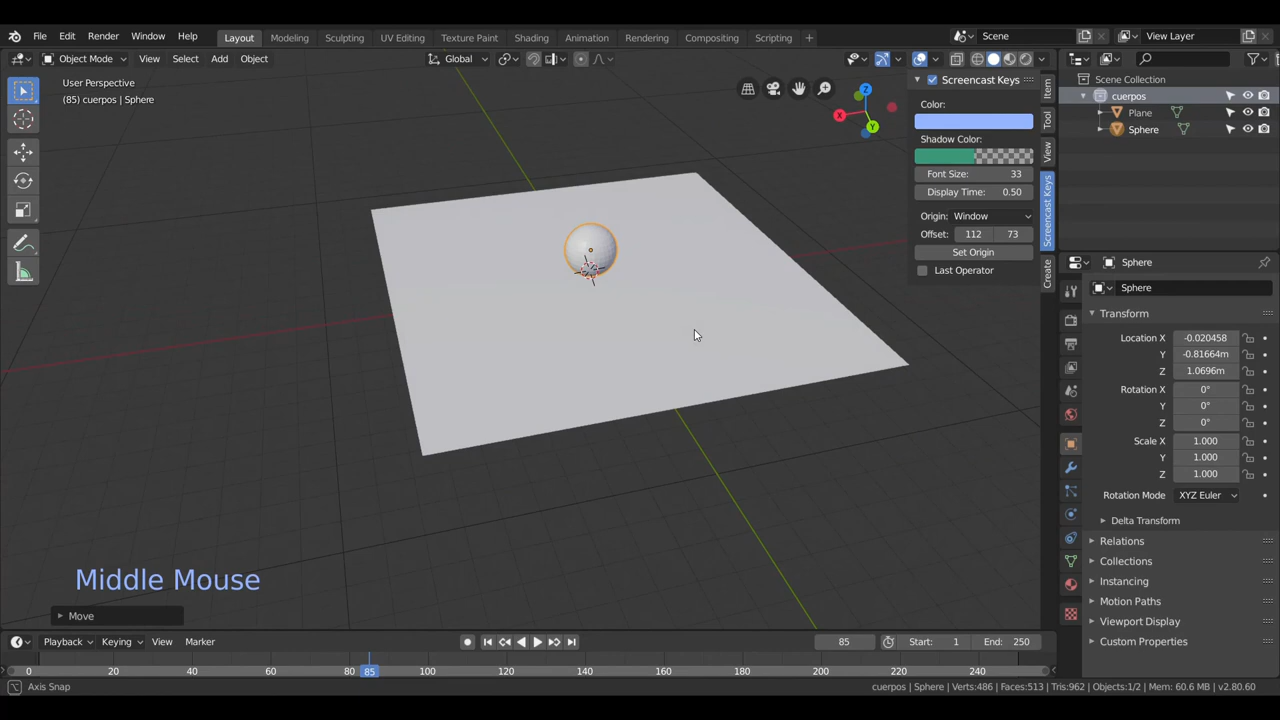 File Edit Render Window Help Layout Modeling Sculpting UV Editing Texture Paint Shading Animation Rendering Compositing Scripting + Scene View Layer
Object Mode View Select Add Object Global
User Perspective
(85) cuerpos | Sphere
X
Y
Z
Screencast Keys
Color:
Shadow Color:
Font Size: 33
Display Time: 0.50
Origin: Window
Offset: 112 73
Set Origin
Last Operator
Item
Tool
View
Screencast Keys
Create
Scene Collection
cuerpos
Plane
Sphere
Sphere
Sphere
Transform
Location X -0.020458
Y -0.81664m
Z 1.0696m
Rotation X 0°
Y 0°
Z 0°
Scale X 1.000
Y 1.000
Z 1.000
Rotation Mode XYZ Euler
Delta Transform
Relations
Collections
Instancing
Motion Paths
Viewport Display
Custom Properties
Middle Mouse
Move
Playback Keying View Marker 85 Start: 1 End: 250
0 20 40 60 80 85 100 120 140 160 180 200 220 240
Axis Snap cuerpos | Sphere | Verts:486 | Faces:513 | Tris:962 | Objects:1/2 | Mem: 60.6 MB | v2.80.60